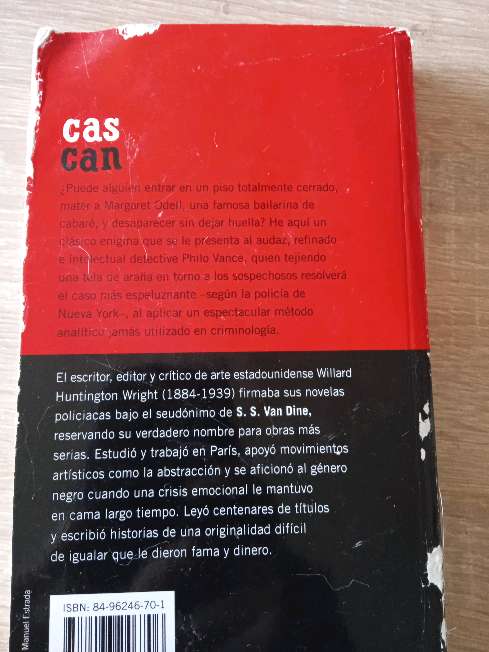 cas
can
¿Puede alguien entrar en un piso totalmente cerrado,
matar a Margaret Odell, una famosa bailarina de
cabaré, y desaparecer sin dejar huella? He aquí un
clásico enigma que se le presenta al audaz, refinado
e intelectual detective Philo Vance, quien tejiendo
una tela de araña en torno a los sospechosos resolverá
el caso más espeluznante –según la policía de
Nueva York–, al aplicar un espectacular método
analítico jamás utilizado en criminología.
El escritor, editor y crítico de arte estadounidense Willard
Huntington Wright (1884-1939) firmaba sus novelas
policiacas bajo el seudónimo de S. S. Van Dine,
reservando su verdadero nombre para obras más
serias. Estudió y trabajó en París, apoyó movimientos
artísticos como la abstracción y se aficionó al género
negro cuando una crisis emocional le mantuvo
en cama largo tiempo. Leyó centenares de títulos
y escribió historias de una originalidad difícil
de igualar que le dieron fama y dinero.
ISBN: 84-96246-70-1
Manuel Estrada